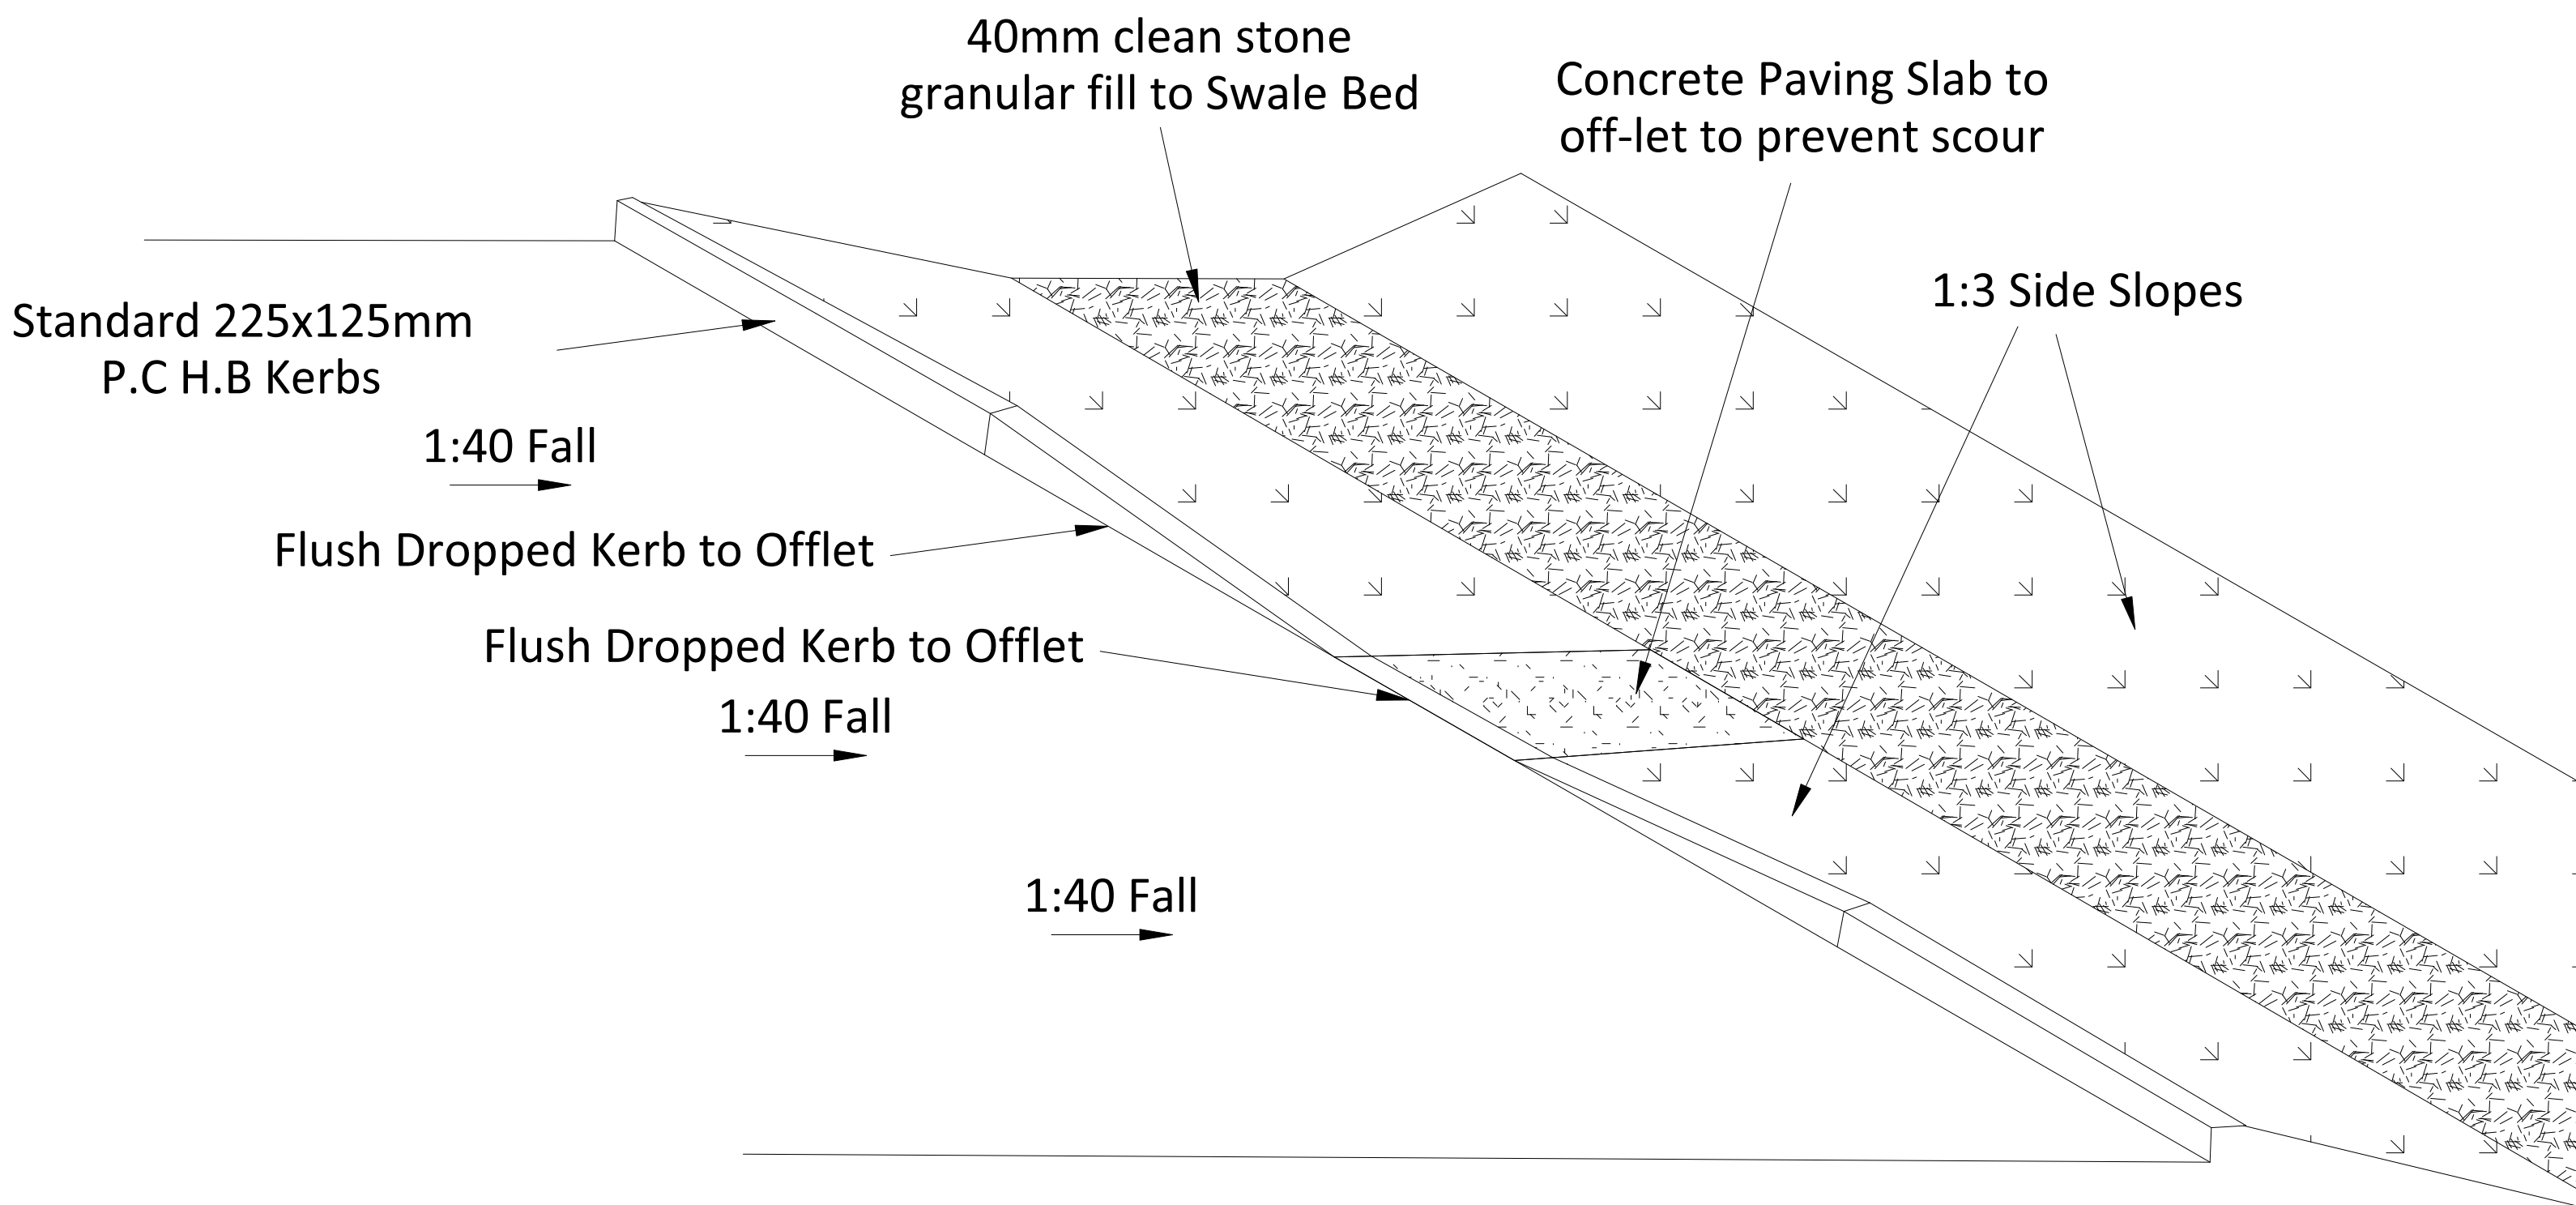 40mm clean stone
granular fill to Swale Bed
Concrete Paving Slab to
off-let to prevent scour
1:3 Side Slopes
Standard 225x125mm
P.C H.B Kerbs
1:40 Fall
Flush Dropped Kerb to Offlet
Flush Dropped Kerb to Offlet
1:40 Fall
1:40 Fall